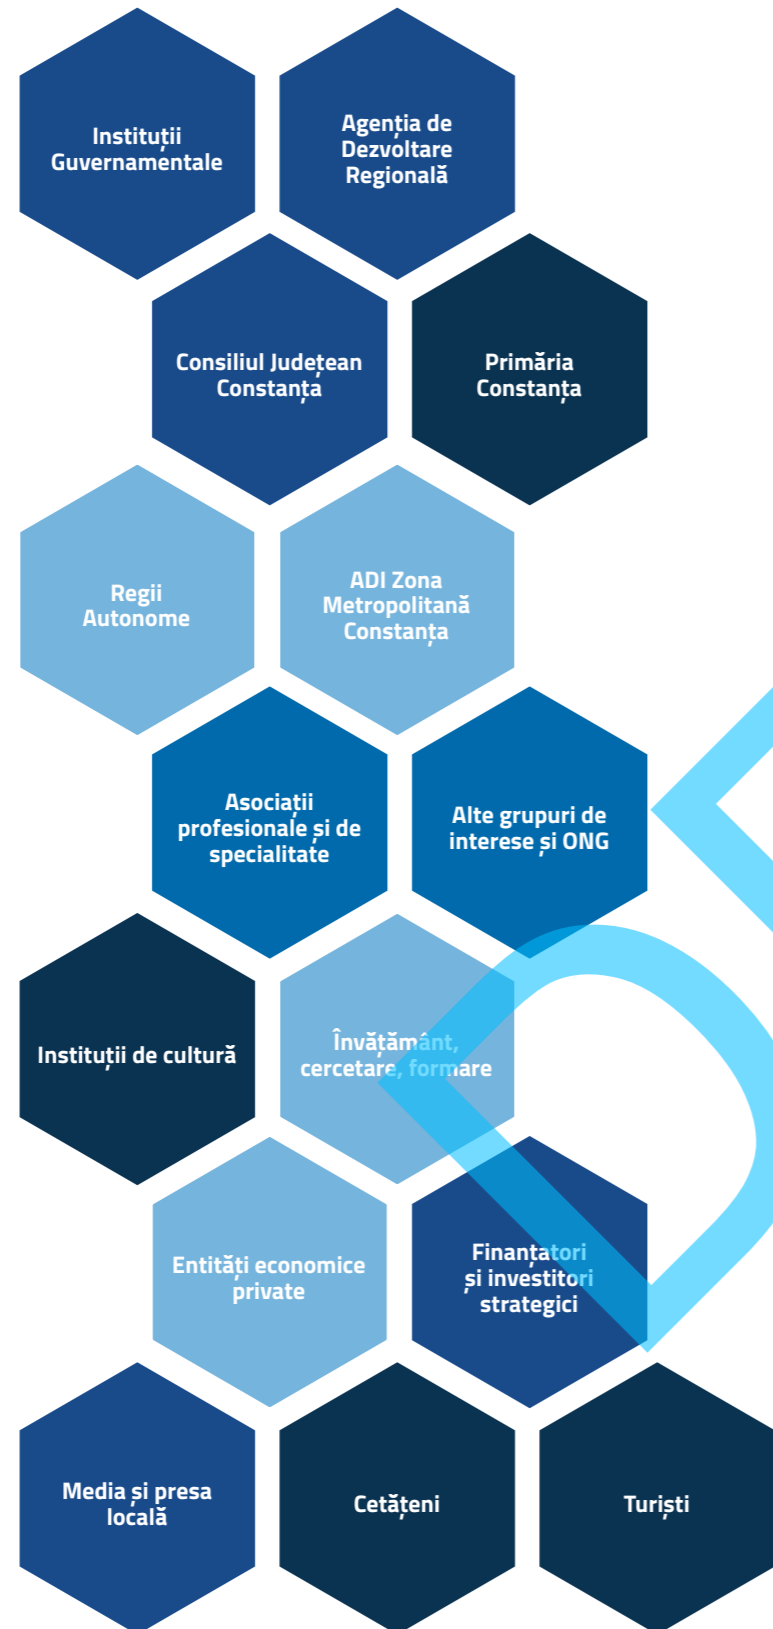 Instituții
Guvernamentale
Agenția de
Dezvoltare
Regională
Consiliul Județean
Constanța
Primăria
Constanța
Regii
Autonome
ADI Zona
Metropolitană
Constanța
Asociații
profesionale și de
specialitate
Alte grupuri de
interese și ONG
Instituții de cultură
Învățământ,
cercetare, formare
Entități economice
private
Finanțatori
și investitori
strategici
Media și presa
locală
Cetățeni
Turiști